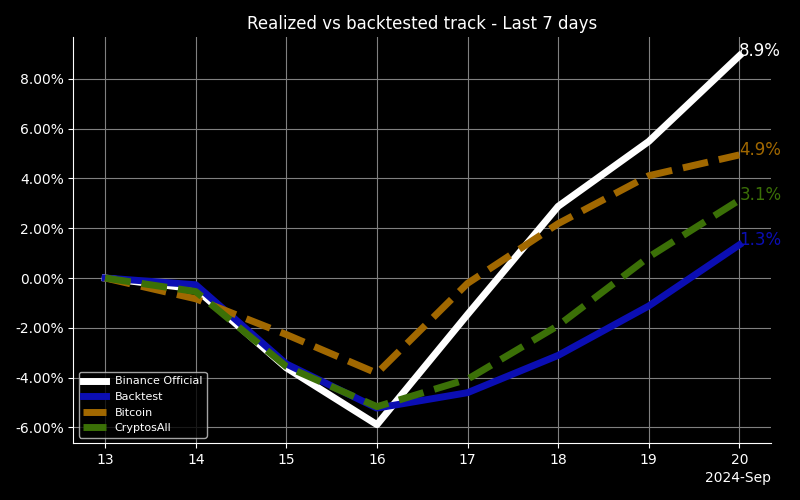 Realized vs backtested track - Last 7 days
8.9%
8.00%
6.00%
4.9%
4.00%
3.1%
2.00%
1.3%
0.00%
-2.00%
-4.00%
-6.00%
Binance Official
Backtest
Bitcoin
CryptosAll
13 14 15 16 17 18 19 20
2024-Sep